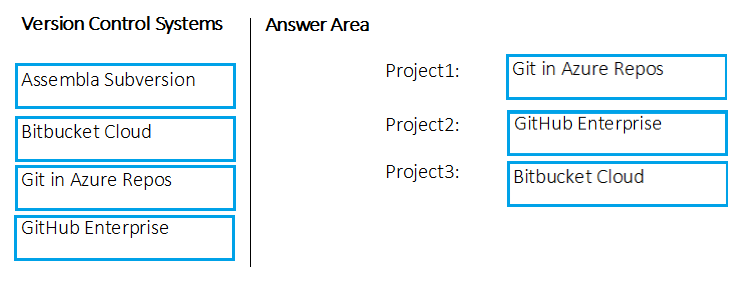 Version Control Systems
Assembla Subversion
Bitbucket Cloud
Git in Azure Repos
GitHub Enterprise
Answer Area
Project1: Git in Azure Repos
Project2: GitHub Enterprise
Project3: Bitbucket Cloud